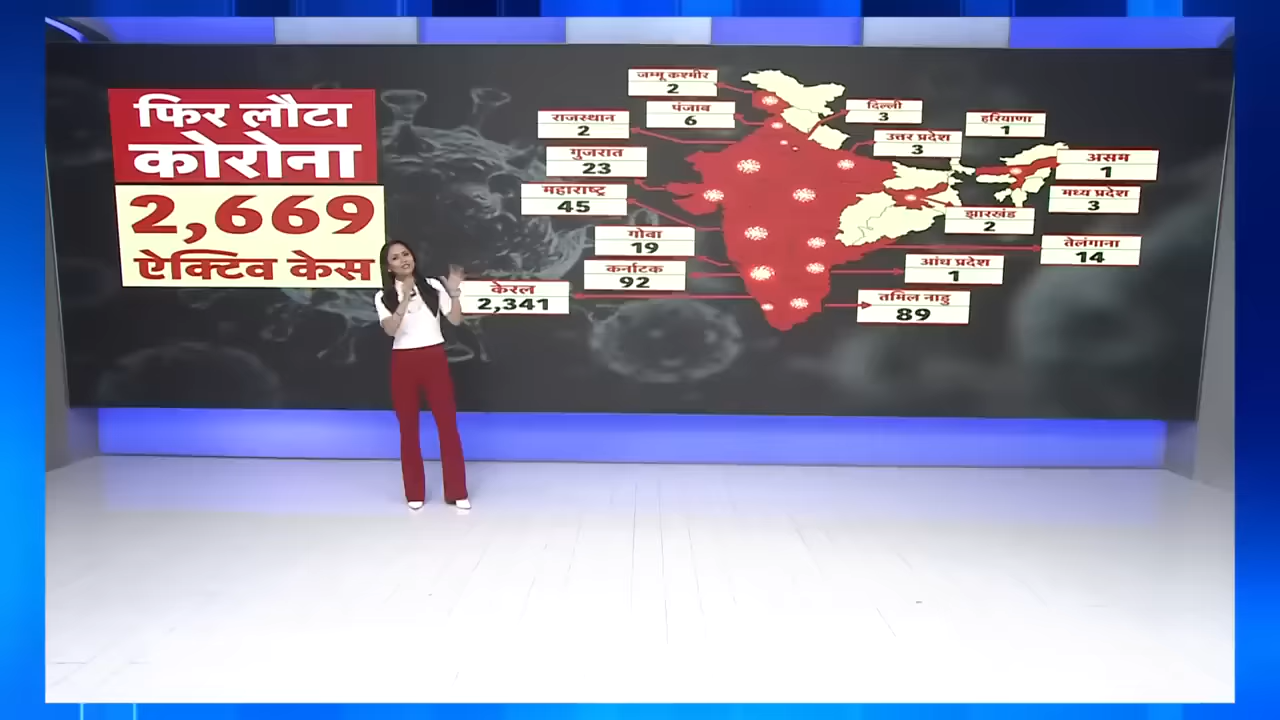 फिर लौटा
कोरोना
2,669
ऐक्टिव केस
जम्मू कश्मीर
2
पंजाब
6
राजस्थान
2
गुजरात
23
महाराष्ट्र
45
गोवा
19
कर्नाटक
92
केरल
2,341
दिल्ली
3
हरियाणा
1
उत्तर प्रदेश
3
असम
1
मध्य प्रदेश
3
झारखंड
2
तेलंगाना
14
आंध प्रदेश
1
तमिल नाडु
89